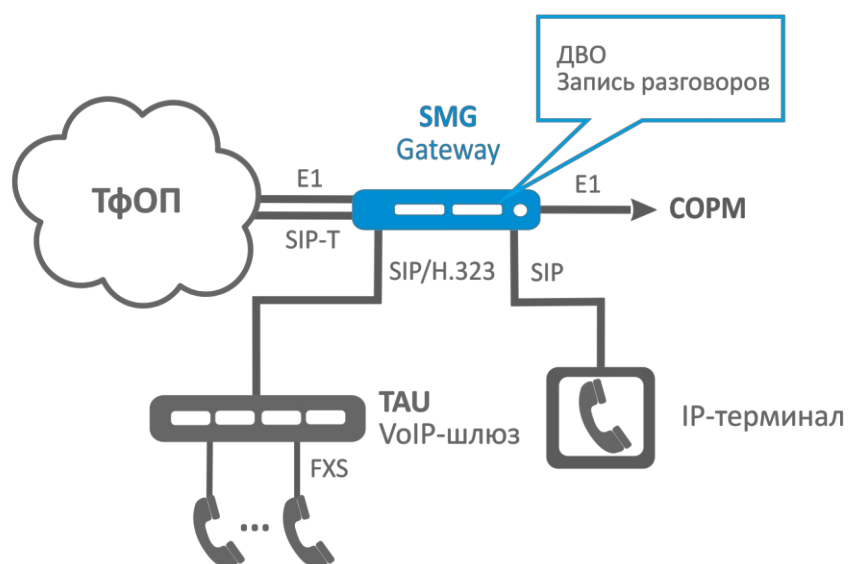 ДВО
Запись разговоров
SMG
Gateway
E1
E1
ТфОП
СОРМ
SIP-T
SIP/H.323
SIP
TAU
VoIP-шлюз
IP-терминал
FXS
...